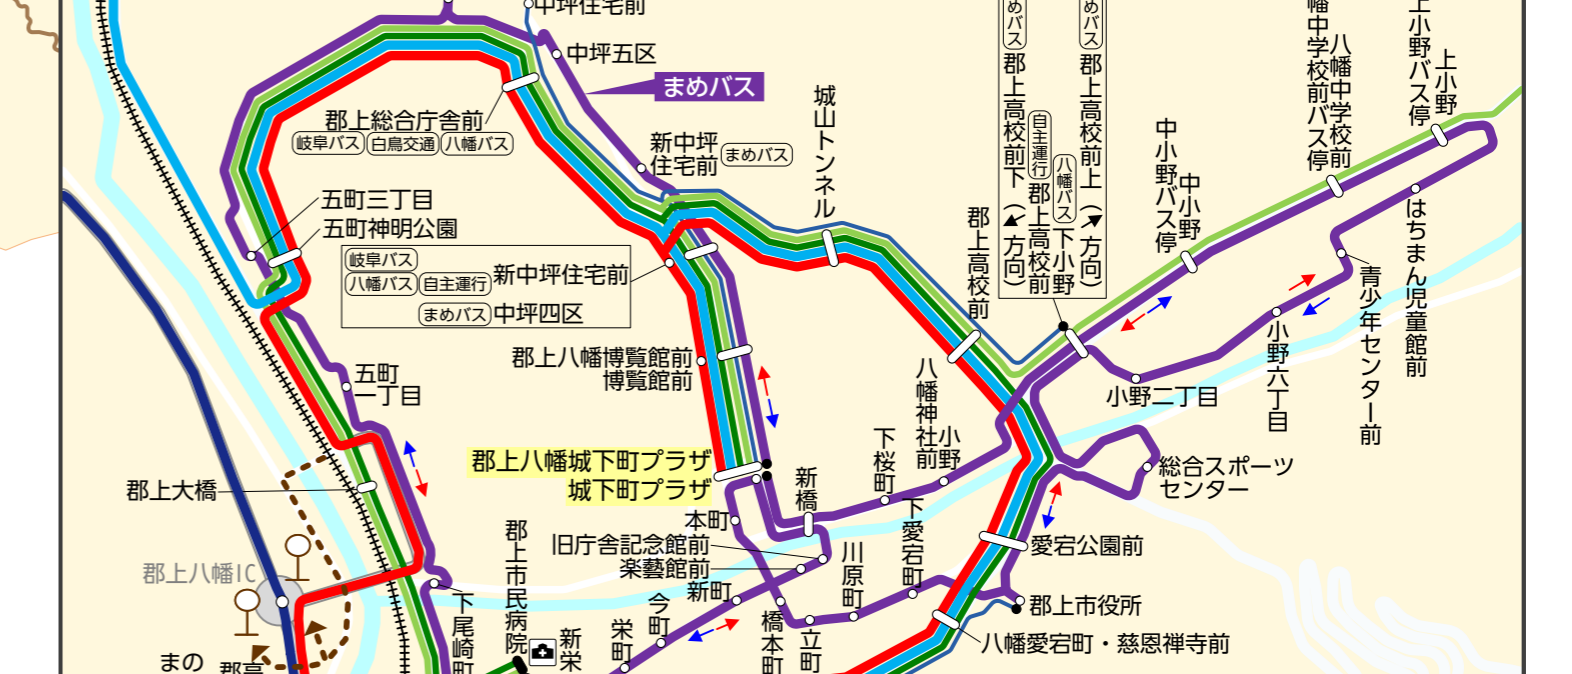 中坪住宅前
中坪五区
まめバス
郡上総合庁舎前
岐阜バス 白鳥交通 八幡バス
新中坪
住宅前 まめバス
城山トンネル
五町三丁目
五町神明公園
岐阜バス
八幡バス 自主運行 新中坪住宅前
まめバス 中坪四区
郡上八幡博覧館前
博覧館前
五町
一丁目
郡上八幡城下町プラザ
城下町プラザ
郡上大橋
郡上八幡IC
本町
旧庁舎記念館前
楽藝館前
新町
今町
栄町
新橋
橋本町
立町
川原町
下愛宕町
下桜町
八幡神社前
小野
郡上高校前
めバス 郡上高校前下（ 方向）
自主運行 郡上高校前
八幡バス 下小野
めバス 郡上高校前上（ 方向）
中小野バス停
中小野
幡中学校前バス停
八幡中学校前
上小野バス停
上小野
はちまん児童館前
青少年センター前
小野六丁目
小野二丁目
総合スポーツ
センター
愛宕公園前
郡上市役所
八幡愛宕町・慈恩禅寺前
郡上市民病院
新栄
下尾崎町
まの